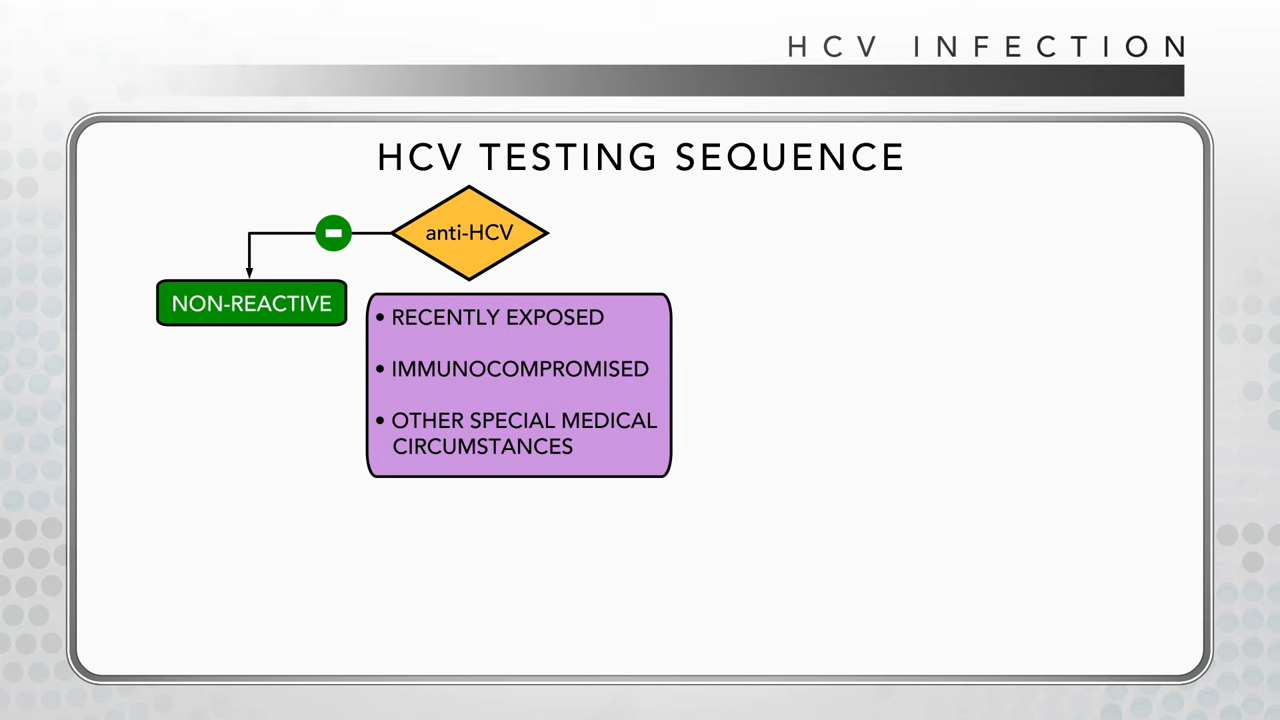 HCV INFECTION
HCV TESTING SEQUENCE
anti-HCV
NON-REACTIVE
• RECENTLY EXPOSED
• IMMUNOCOMPROMISED
• OTHER SPECIAL MEDICAL
CIRCUMSTANCES